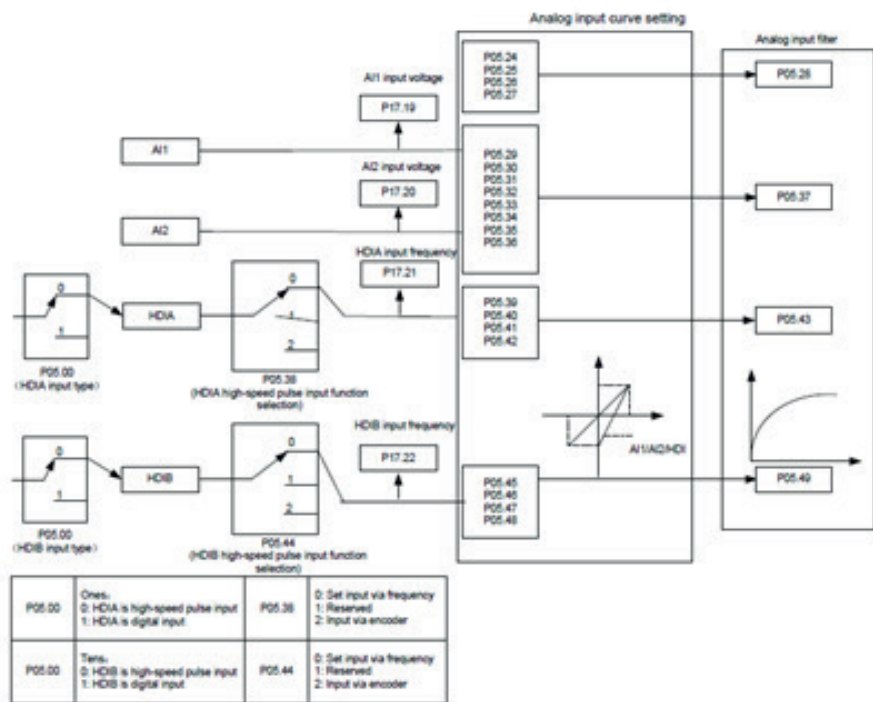 Analog input curve setting
Analog input filter
P05.24
P05.25
P05.26
P05.27
P05.28
AI1 input voltage
P17.19
AI1
AI2 input voltage
P17.20
AI2
P05.29
P05.30
P05.31
P05.32
P05.33
P05.34
P05.35
P05.36
P05.37
HDIA input frequency
P17.21
0
1
P05.00
(HDIA input type)
HDIA
0
1
2
P05.38
(HDIA high-speed pulse input function
selection)
P05.39
P05.40
P05.41
P05.42
P05.43
HDIB input frequency
P17.22
0
1
P05.00
(HDIB input type)
HDIB
0
1
2
P05.44
(HDIB high-speed pulse input function
selection)
AI1/AI2/HDI
P05.45
P05.46
P05.47
P05.48
P05.49
P05.00
Ones:
0: HDIA is high-speed pulse input
1: HDIA is digital input
P05.38
0: Set input via frequency
1: Reserved
2: Input via encoder
P05.00
Tens:
0: HDIB is high-speed pulse input
1: HDIB is digital input
P05.44
0: Set input via frequency
1: Reserved
2: Input via encoder